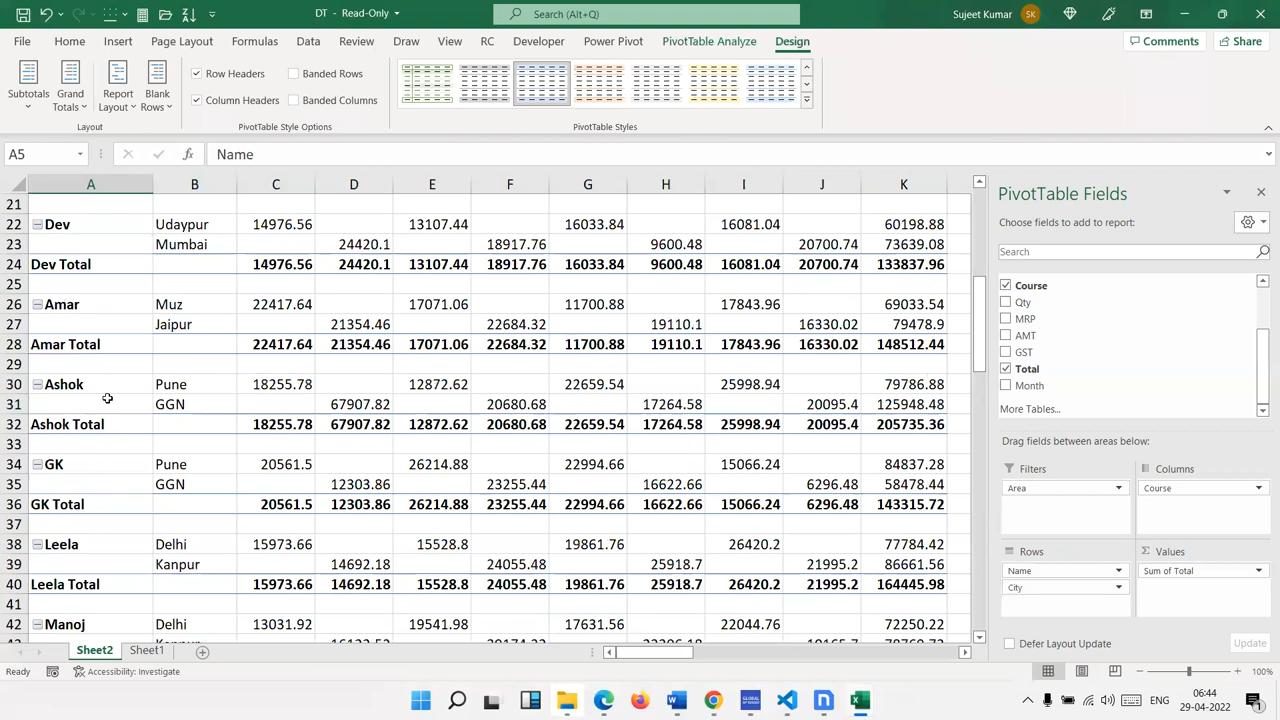 DT - Read-Only
Search (Alt+Q)
Sujeet Kumar SK
File Home Insert Page Layout Formulas Data Review Draw View RC Developer Power Pivot PivotTable Analyze Design Comments Share
Subtotals Grand Totals Report Layout Blank Rows
Row Headers Banded Rows
Column Headers Banded Columns
Layout PivotTable Style Options PivotTable Styles
A5 fx Name
A B C D E F G H I J K
21
22 Dev Udaypur 14976.56 13107.44 16033.84 16081.04 60198.88
23 Mumbai 24420.1 18917.76 9600.48 20700.74 73639.08
24 Dev Total 14976.56 24420.1 13107.44 18917.76 16033.84 9600.48 16081.04 20700.74 133837.96
25
26 Amar Muz 22417.64 17071.06 11700.88 17843.96 69033.54
27 Jaipur 21354.46 22684.32 19110.1 16330.02 79478.9
28 Amar Total 22417.64 21354.46 17071.06 22684.32 11700.88 19110.1 17843.96 16330.02 148512.44
29
30 Ashok Pune 18255.78 12872.62 22659.54 25998.94 79786.88
31 GGN 67907.82 20680.68 17264.58 20095.4 125948.48
32 Ashok Total 18255.78 67907.82 12872.62 20680.68 22659.54 17264.58 25998.94 20095.4 205735.36
33
34 GK Pune 20561.5 26214.88 22994.66 15066.24 84837.28
35 GGN 12303.86 23255.44 16622.66 6296.48 58478.44
36 GK Total 20561.5 12303.86 26214.88 23255.44 22994.66 16622.66 15066.24 6296.48 143315.72
37
38 Leela Delhi 15973.66 15528.8 19861.76 26420.2 77784.42
39 Kanpur 14692.18 24055.48 25918.7 21995.2 86661.56
40 Leela Total 15973.66 14692.18 15528.8 24055.48 19861.76 25918.7 26420.2 21995.2 164445.98
41
42 Manoj Delhi 13031.92 19541.98 17631.56 22044.76 72250.22
PivotTable Fields
Choose fields to add to report:
Search
Course
Qty
MRP
AMT
GST
Total
Month
More Tables...
Drag fields between areas below:
Filters Columns
Area Course
Rows Σ Values
Name Sum of Total
City
Defer Layout Update Update
Sheet2 Sheet1
Ready Accessibility: Investigate 100%
ENG 06:44
29-04-2022